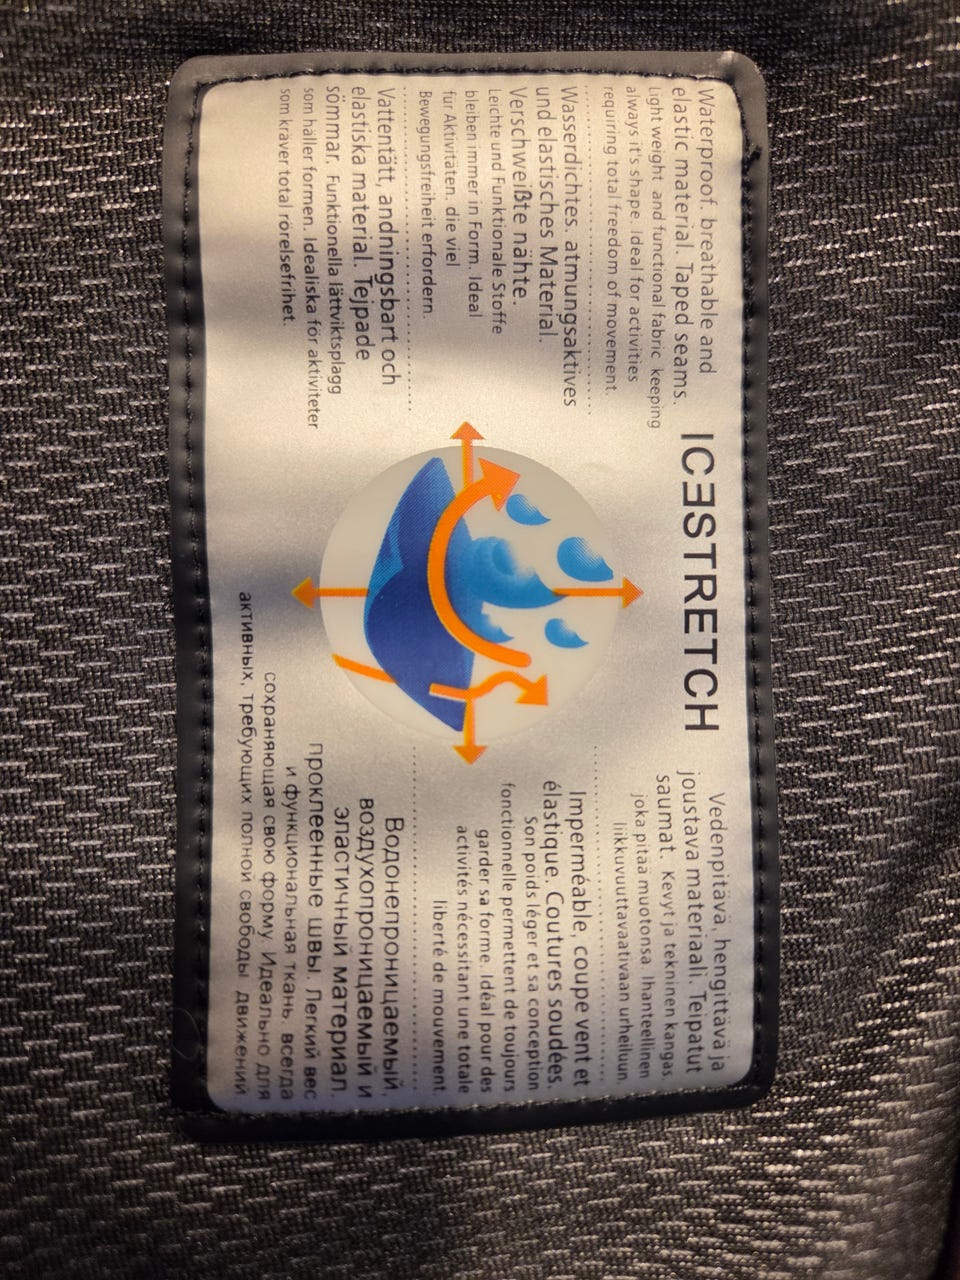 Waterproof, breathable and
elastic material. Taped seams.
Light weight and functional fabric keeping
always it's shape. Ideal for activities
requiring total freedom of movement.
Wasserdichtes, atmungsaktives
und elastisches Material.
Verschweißte nähte.
Leichte und Funktionale Stoffe
bleiben immer in Form. Ideal
für Aktivitäten, die viel
Bewegungsfreiheit erfordern.
Vattentätt, andningsbart och
elastiska material. Tejpade
sömmar. Funktionella lättviktsplagg
som håller formen. Idealiska för aktiviteter
som kräver total rörelsefrihet.
ICƎSTRETCH
Vedenpitävä, hengittävä ja
joustava materiaali. Teipatut
saumat. Kevyt ja tekninen kangas,
joka pitää muotonsa. Ihanteellinen
liikkuvuuttavaativaan urheiluun.
Imperméable, coupe vent et
élastique. Coutures soudées.
Son poids léger et sa conception
fonctionnelle permettent de toujours
garder sa forme. Idéal pour des
activités nécessitant une totale
liberté de mouvement.
Водонепроницаемый,
воздухопроницаемый и
эластичный материал.
проклеенные швы. Легкий вес
и функциональная ткань, всегда
сохраняющая свою форму. Идеально для
активных, требующих полной свободы движений